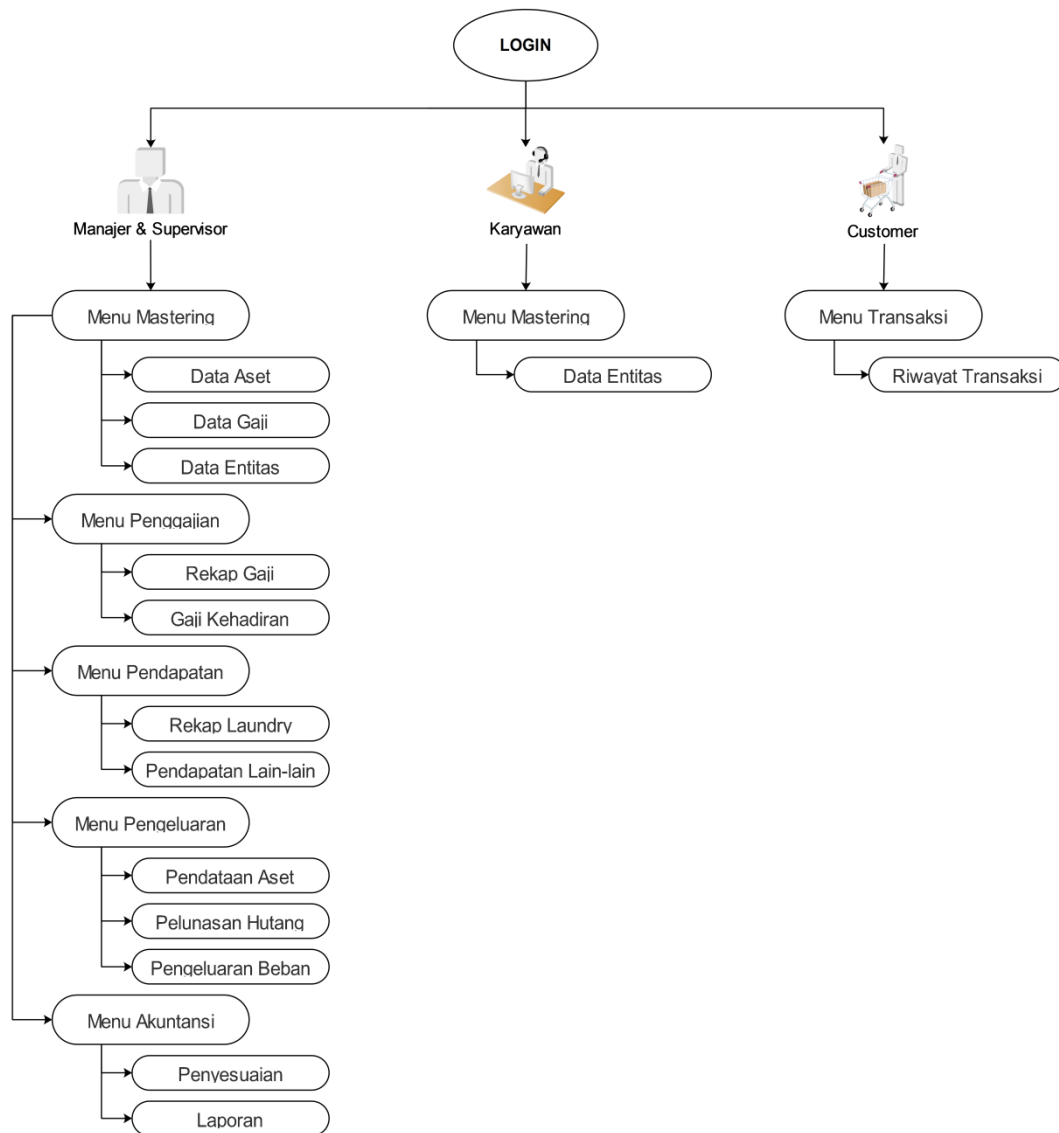 LOGIN
Manajer & Supervisor
Karyawan
Customer
Menu Mastering
Data Aset
Data Gaji
Data Entitas
Menu Penggajian
Rekap Gaji
Gaji Kehadiran
Menu Pendapatan
Rekap Laundry
Pendapatan Lain-lain
Menu Pengeluaran
Pendataan Aset
Pelunasan Hutang
Pengeluaran Beban
Menu Akuntansi
Penyesuaian
Laporan
Menu Mastering
Data Entitas
Menu Transaksi
Riwayat Transaksi